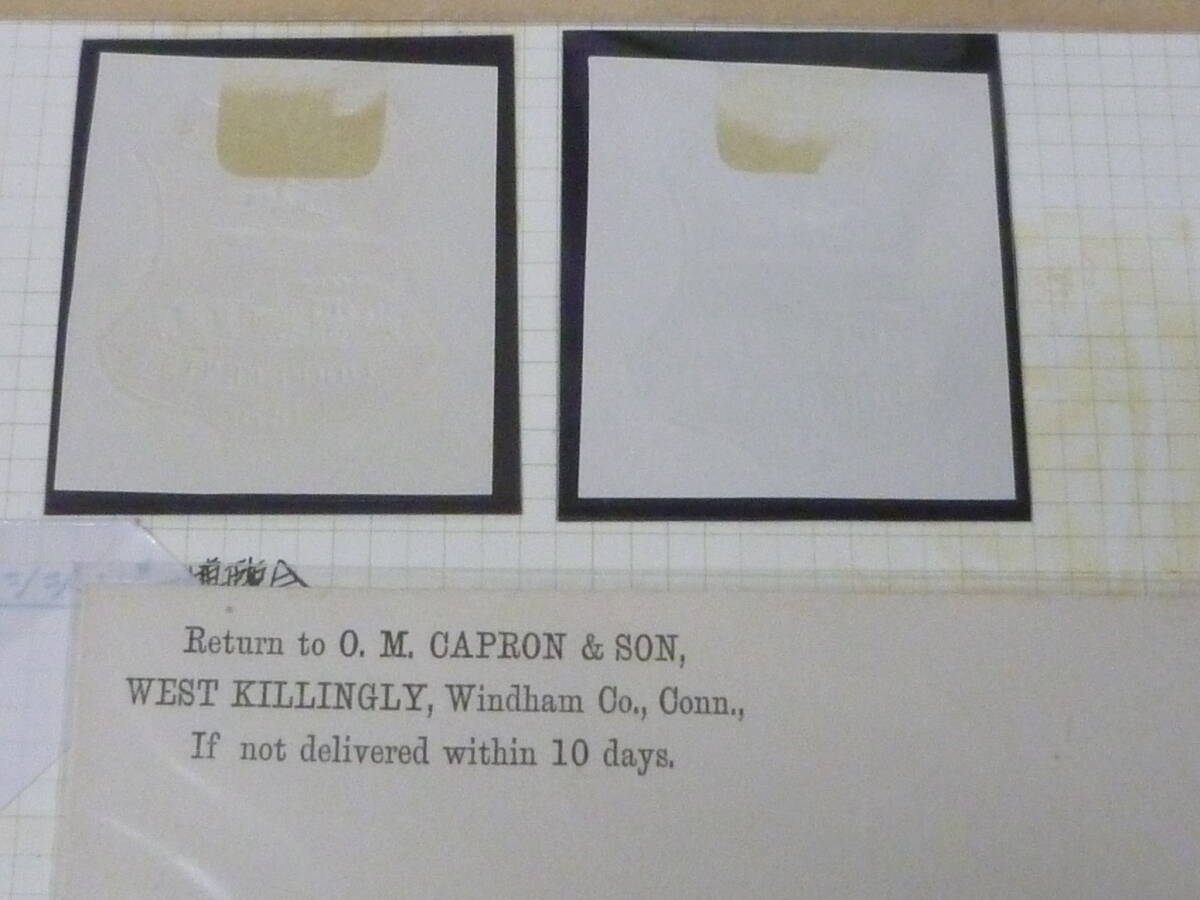 Return to O. M. CAPRON & SON,
WEST KILLINGLY, Windham Co., Conn.,
If not delivered within 10 days.